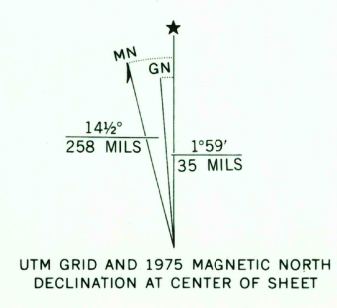 ★
MN
GN
14½°
258 MILS
1°59′
35 MILS
UTM GRID AND 1975 MAGNETIC NORTH
DECLINATION AT CENTER OF SHEET